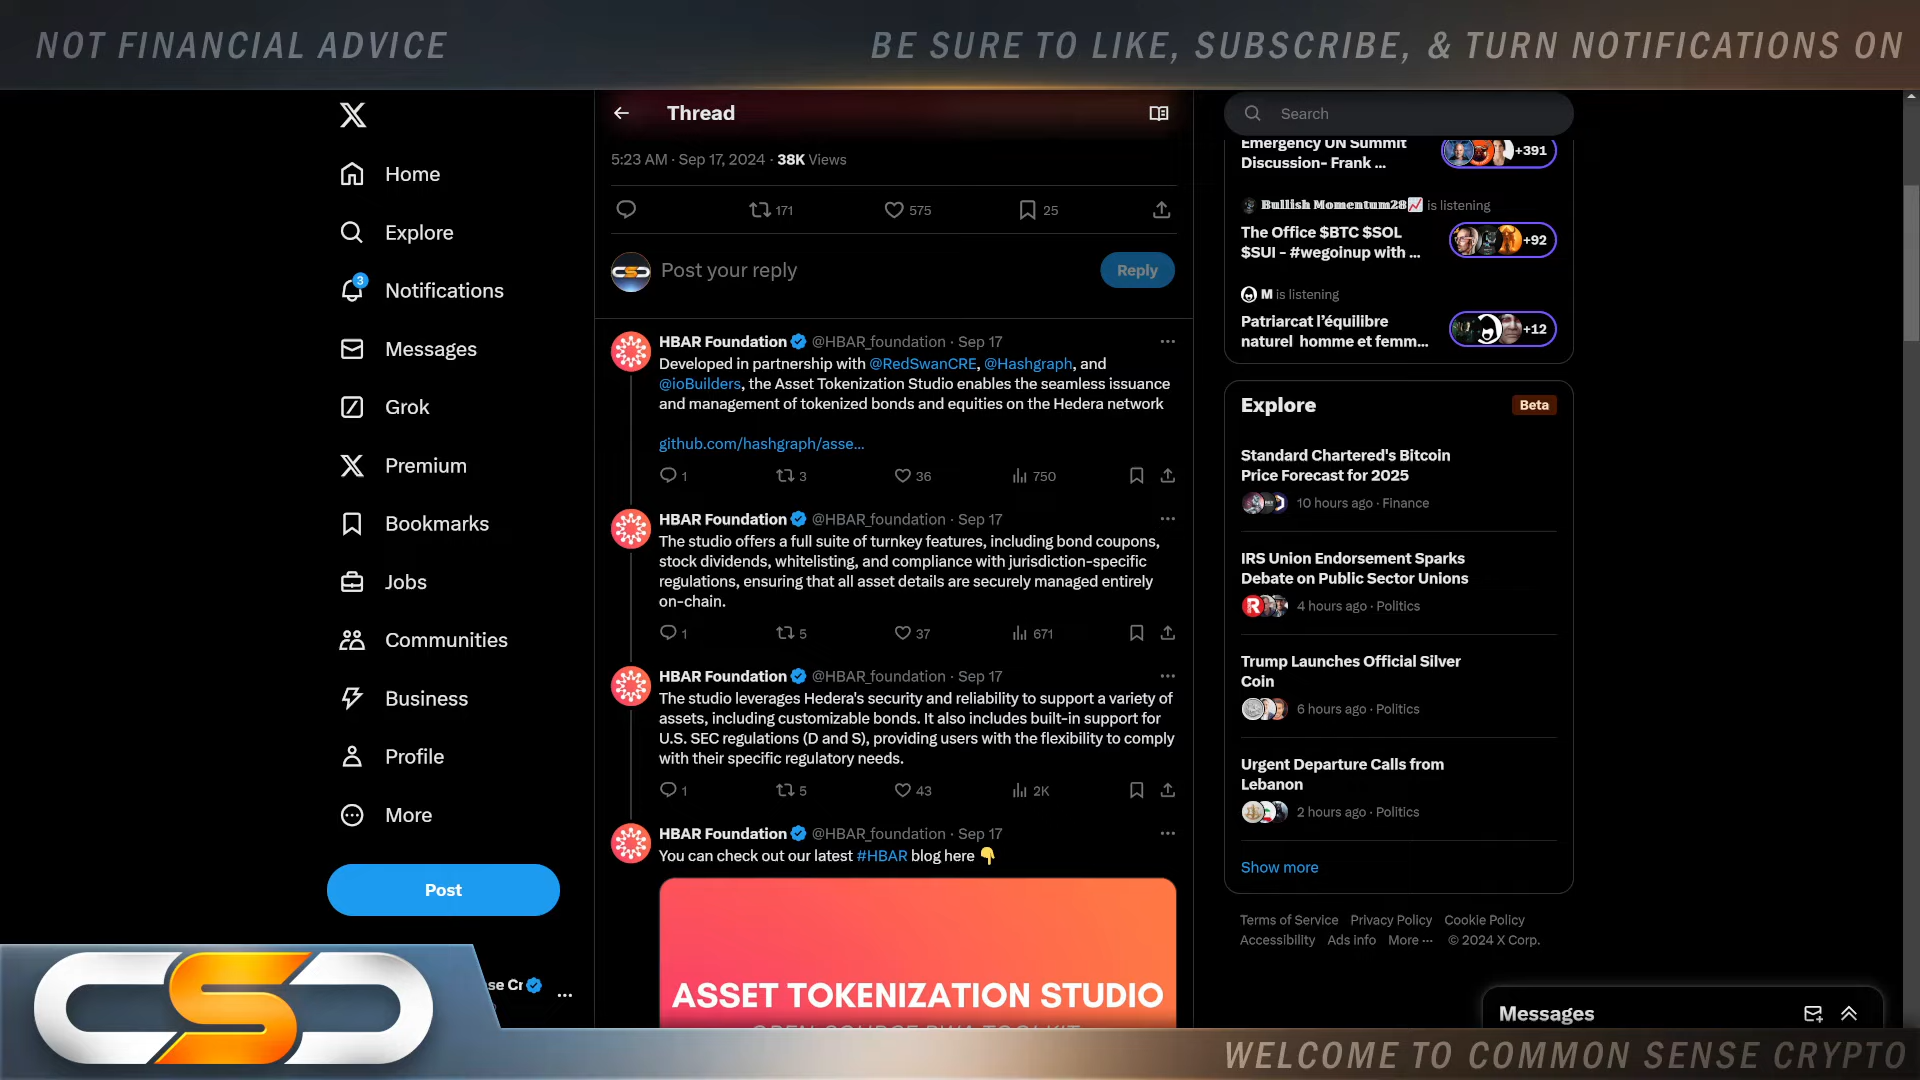 NOT FINANCIAL ADVICE
BE SURE TO LIKE, SUBSCRIBE, & TURN NOTIFICATIONS ON
Home
Explore
3
Notifications
Messages
Grok
Premium
Bookmarks
Jobs
Communities
Business
Profile
More
Post
se Cr
Thread
5:23 AM · Sep 17, 2024 · 38K Views
171
575
25
Post your reply
Reply
HBAR Foundation @HBAR_foundation · Sep 17
Developed in partnership with @RedSwanCRE, @Hashgraph, and
@ioBuilders, the Asset Tokenization Studio enables the seamless issuance
and management of tokenized bonds and equities on the Hedera network
github.com/hashgraph/asse...
1 3 36 750
HBAR Foundation @HBAR_foundation · Sep 17
The studio offers a full suite of turnkey features, including bond coupons,
stock dividends, whitelisting, and compliance with jurisdiction-specific
regulations, ensuring that all asset details are securely managed entirely
on-chain.
1 5 37 671
HBAR Foundation @HBAR_foundation · Sep 17
The studio leverages Hedera's security and reliability to support a variety of
assets, including customizable bonds. It also includes built-in support for
U.S. SEC regulations (D and S), providing users with the flexibility to comply
with their specific regulatory needs.
1 5 43 2K
HBAR Foundation @HBAR_foundation · Sep 17
You can check out our latest #HBAR blog here 👇
ASSET TOKENIZATION STUDIO
Search
Emergency UN Summit
Discussion- Frank ...
+391
Bullish Momentum28📈 is listening
The Office $BTC $SOL
$SUI - #wegoinup with ...
+92
M is listening
Patriarcat l'équilibre
naturel homme et femm...
+12
Explore
Beta
Standard Chartered's Bitcoin
Price Forecast for 2025
10 hours ago · Finance
IRS Union Endorsement Sparks
Debate on Public Sector Unions
4 hours ago · Politics
Trump Launches Official Silver
Coin
6 hours ago · Politics
Urgent Departure Calls from
Lebanon
2 hours ago · Politics
Show more
Terms of Service Privacy Policy Cookie Policy
Accessibility Ads info More ··· © 2024 X Corp.
Messages
CSC
WELCOME TO COMMON SENSE CRYPTO